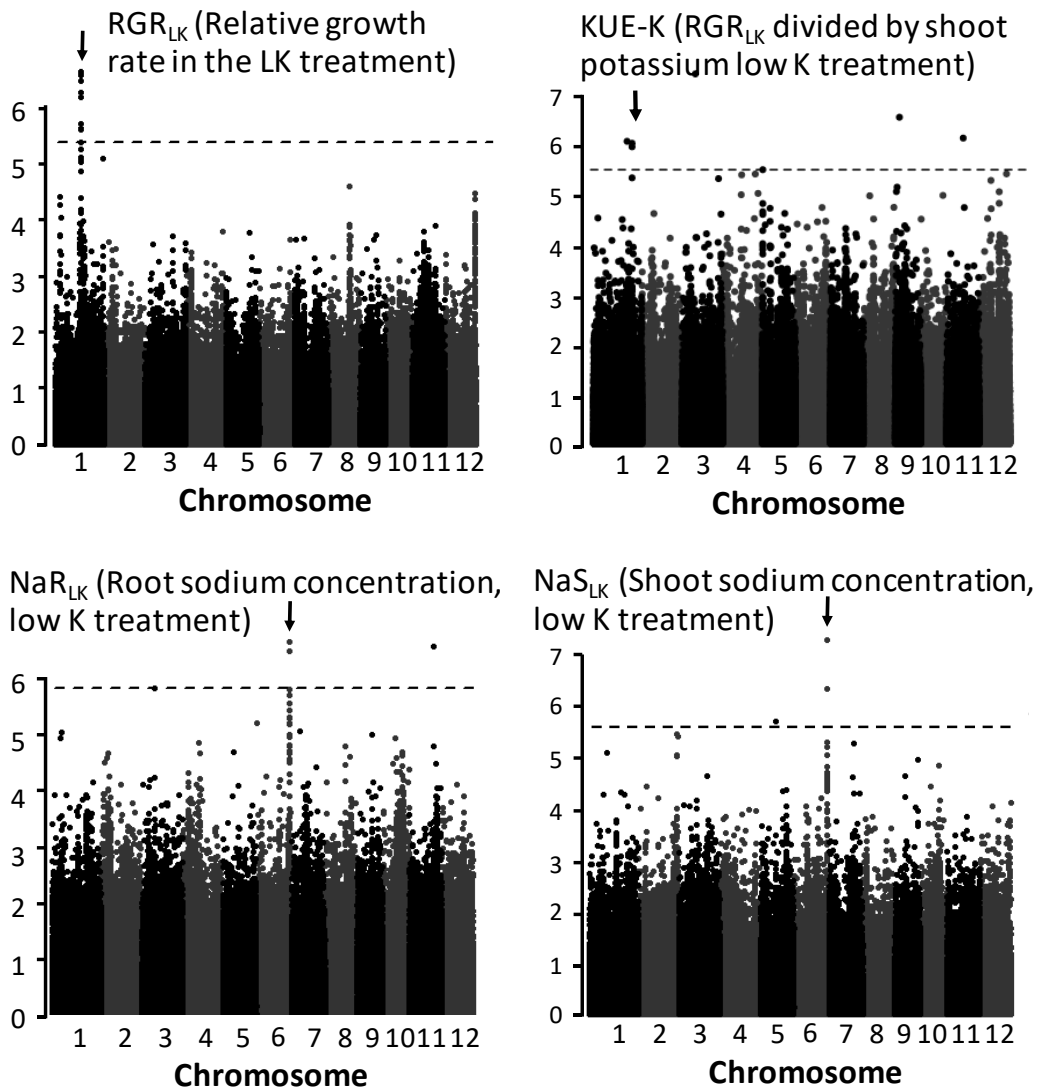 RGR_LK (Relative growth
rate in the LK treatment)
6
5
4
3
2
1
0
1 2 3 4 5 6 7 8 9 10 11 12
Chromosome
KUE-K (RGR_LK divided by shoot
potassium low K treatment)
7
6
5
4
3
2
1
0
1 2 3 4 5 6 7 8 9 10 11 12
Chromosome
NaR_LK (Root sodium concentration,
low K treatment)
6
5
4
3
2
1
0
1 2 3 4 5 6 7 8 9 10 11 12
Chromosome
NaS_LK (Shoot sodium concentration,
low K treatment)
7
6
5
4
3
2
1
0
1 2 3 4 5 6 7 8 9 10 11 12
Chromosome